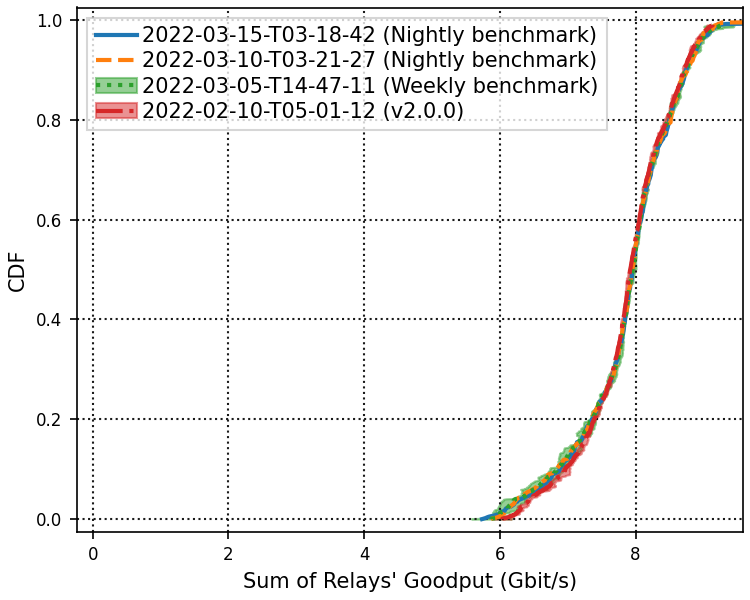 2022-03-15-T03-18-42 (Nightly benchmark)
2022-03-10-T03-21-27 (Nightly benchmark)
2022-03-05-T14-47-11 (Weekly benchmark)
2022-02-10-T05-01-12 (v2.0.0)
1.0
0.8
0.6
0.4
0.2
0.0
CDF
0 2 4 6 8
Sum of Relays' Goodput (Gbit/s)